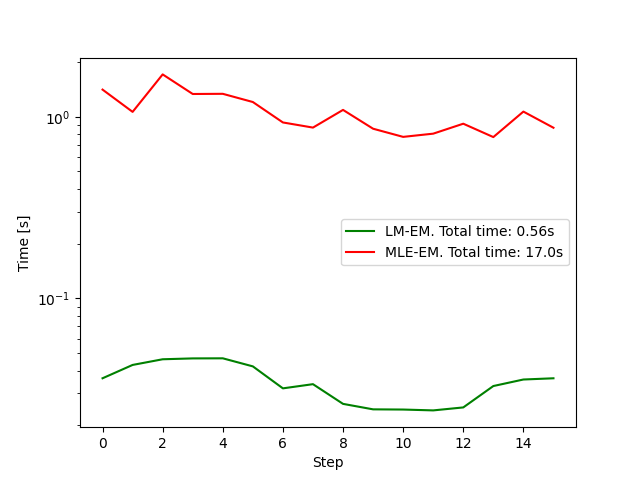 10⁰
10⁻¹
Time [s]
LM-EM. Total time: 0.56s
MLE-EM. Total time: 17.0s
0 2 4 6 8 10 12 14
Step